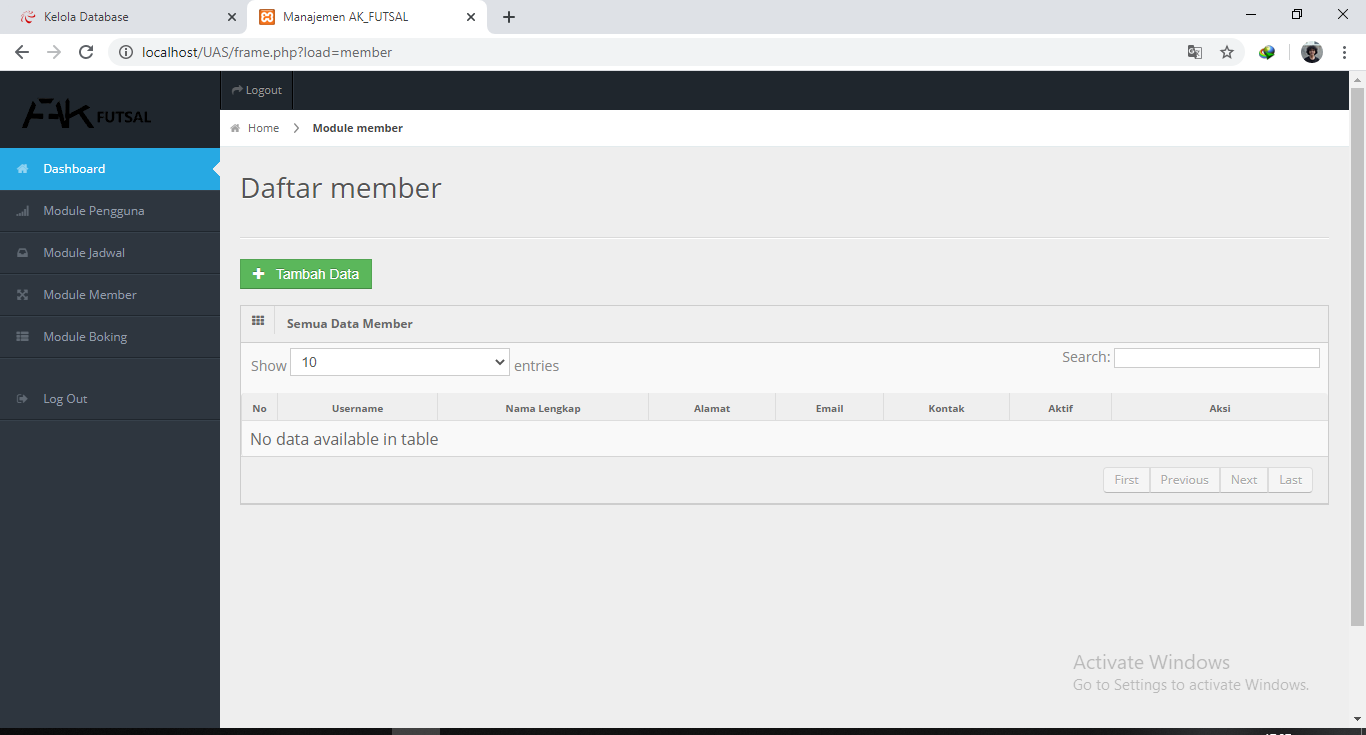 Kelola Database
Manajemen AK_FUTSAL
localhost/UAS/frame.php?load=member
AK FUTSAL
Logout
Home
Module member
Dashboard
Module Pengguna
Module Jadwal
Module Member
Module Boking
Log Out
Daftar member
Tambah Data
Semua Data Member
Show 10 entries
Search:
No Username Nama Lengkap Alamat Email Kontak Aktif Aksi
No data available in table
First Previous Next Last
Activate Windows
Go to Settings to activate Windows.